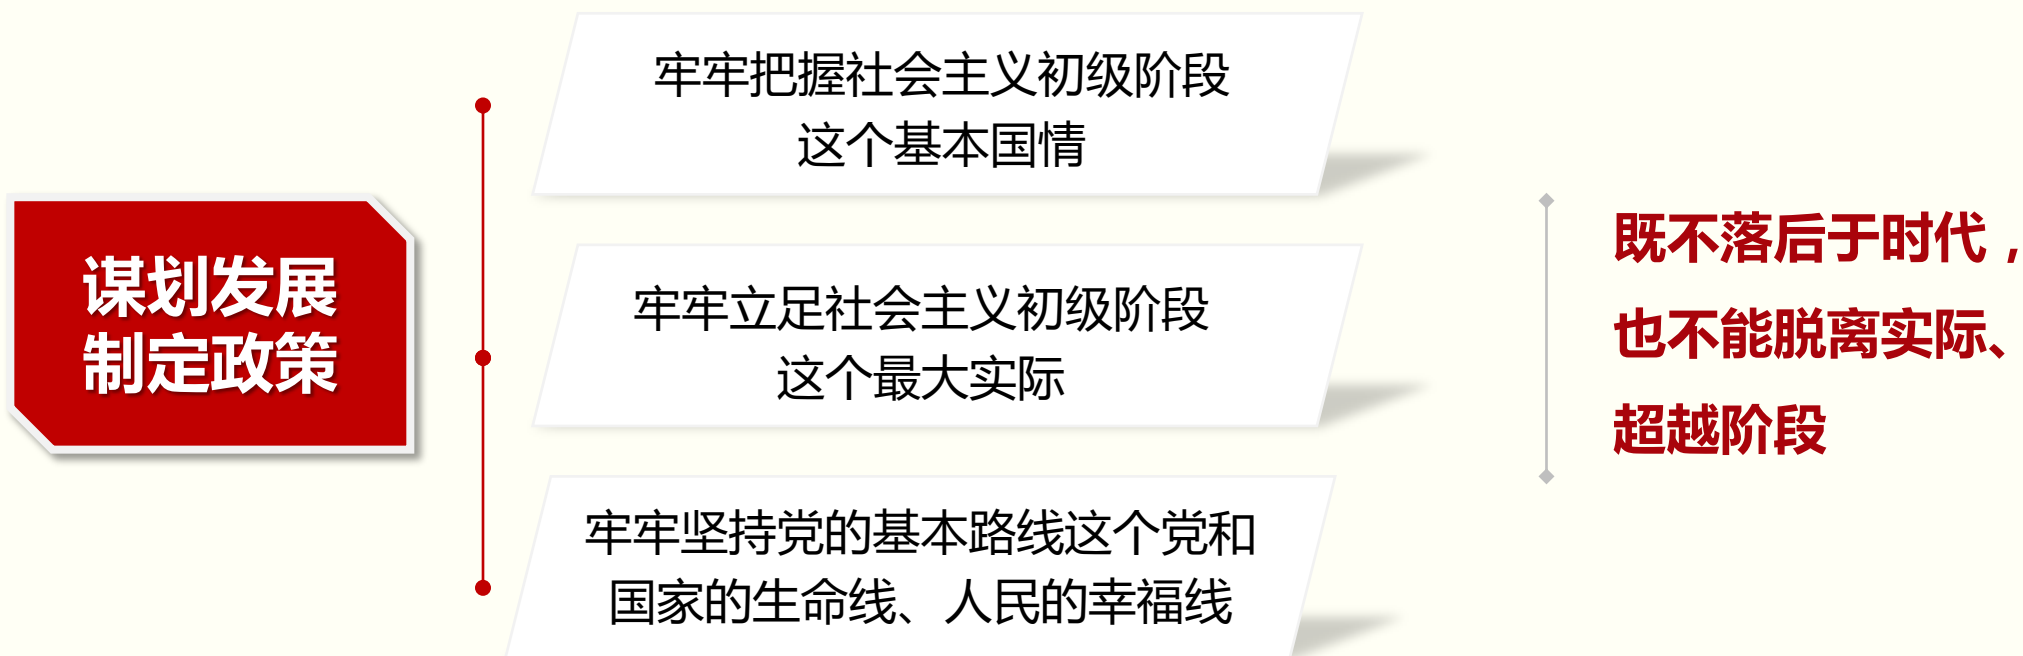 谋划发展
制定政策
牢牢把握社会主义初级阶段
这个基本国情
牢牢立足社会主义初级阶段
这个最大实际
牢牢坚持党的基本路线这个党和
国家的生命线、人民的幸福线
既不落后于时代，
也不能脱离实际、
超越阶段